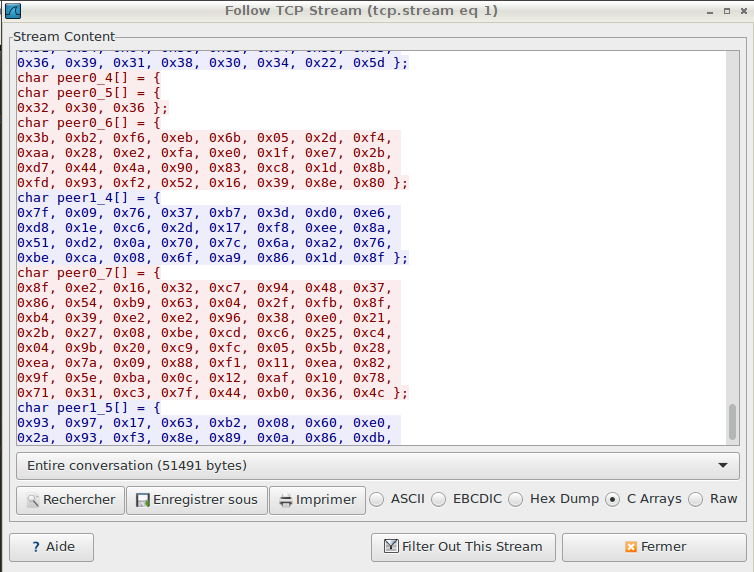 Follow TCP Stream (tcp.stream eq 1)
Stream Content
0x36, 0x39, 0x31, 0x38, 0x30, 0x34, 0x22, 0x5d };
char peer0_4[] = {
char peer0_5[] = {
0x32, 0x30, 0x36 };
char peer0_6[] = {
0x3b, 0xb2, 0xf6, 0xeb, 0x6b, 0x05, 0x2d, 0xf4,
0xaa, 0x28, 0xe2, 0xfa, 0xe0, 0x1f, 0xe7, 0x2b,
0xd7, 0x44, 0x4a, 0x90, 0x83, 0xc8, 0x1d, 0x8b,
0xfd, 0x93, 0xf2, 0x52, 0x16, 0x39, 0x8e, 0x80 };
char peer1_4[] = {
0x7f, 0x09, 0x76, 0x37, 0xb7, 0x3d, 0xd0, 0xe6,
0xd8, 0x1e, 0xc6, 0x2d, 0x17, 0xf8, 0xee, 0x8a,
0x51, 0xd2, 0x0a, 0x70, 0x7c, 0x6a, 0xa2, 0x76,
0xbe, 0xca, 0x08, 0x6f, 0xa9, 0x86, 0x1d, 0x8f };
char peer0_7[] = {
0x8f, 0xe2, 0x16, 0x32, 0xc7, 0x94, 0x48, 0x37,
0x86, 0x54, 0xb9, 0x63, 0x04, 0x2f, 0xfb, 0x8f,
0xb4, 0x39, 0xe2, 0xe2, 0x96, 0x38, 0xe0, 0x21,
0x2b, 0x27, 0x08, 0xbe, 0xcd, 0xc6, 0x25, 0xc4,
0x04, 0x9b, 0x20, 0xc9, 0xfc, 0x05, 0x5b, 0x28,
0xea, 0x7a, 0x09, 0x88, 0xf1, 0x11, 0xea, 0x82,
0x9f, 0x5e, 0xba, 0x0c, 0x12, 0xaf, 0x10, 0x78,
0x71, 0x31, 0xc3, 0x7f, 0x44, 0xb0, 0x36, 0x4c };
char peer1_5[] = {
0x93, 0x97, 0x17, 0x63, 0xb2, 0x08, 0x60, 0xe0,
0x2a, 0x93, 0xf3, 0x8e, 0x89, 0x0a, 0x86, 0xdb,
Entire conversation (51491 bytes)
Rechercher Enregistrer sous Imprimer ASCII EBCDIC Hex Dump C Arrays Raw
? Aide Filter Out This Stream Fermer